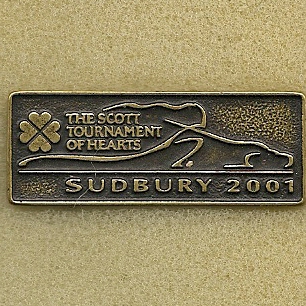 THE SCOTT
TOURNAMENT
OF HEARTS
SUDBURY 2001